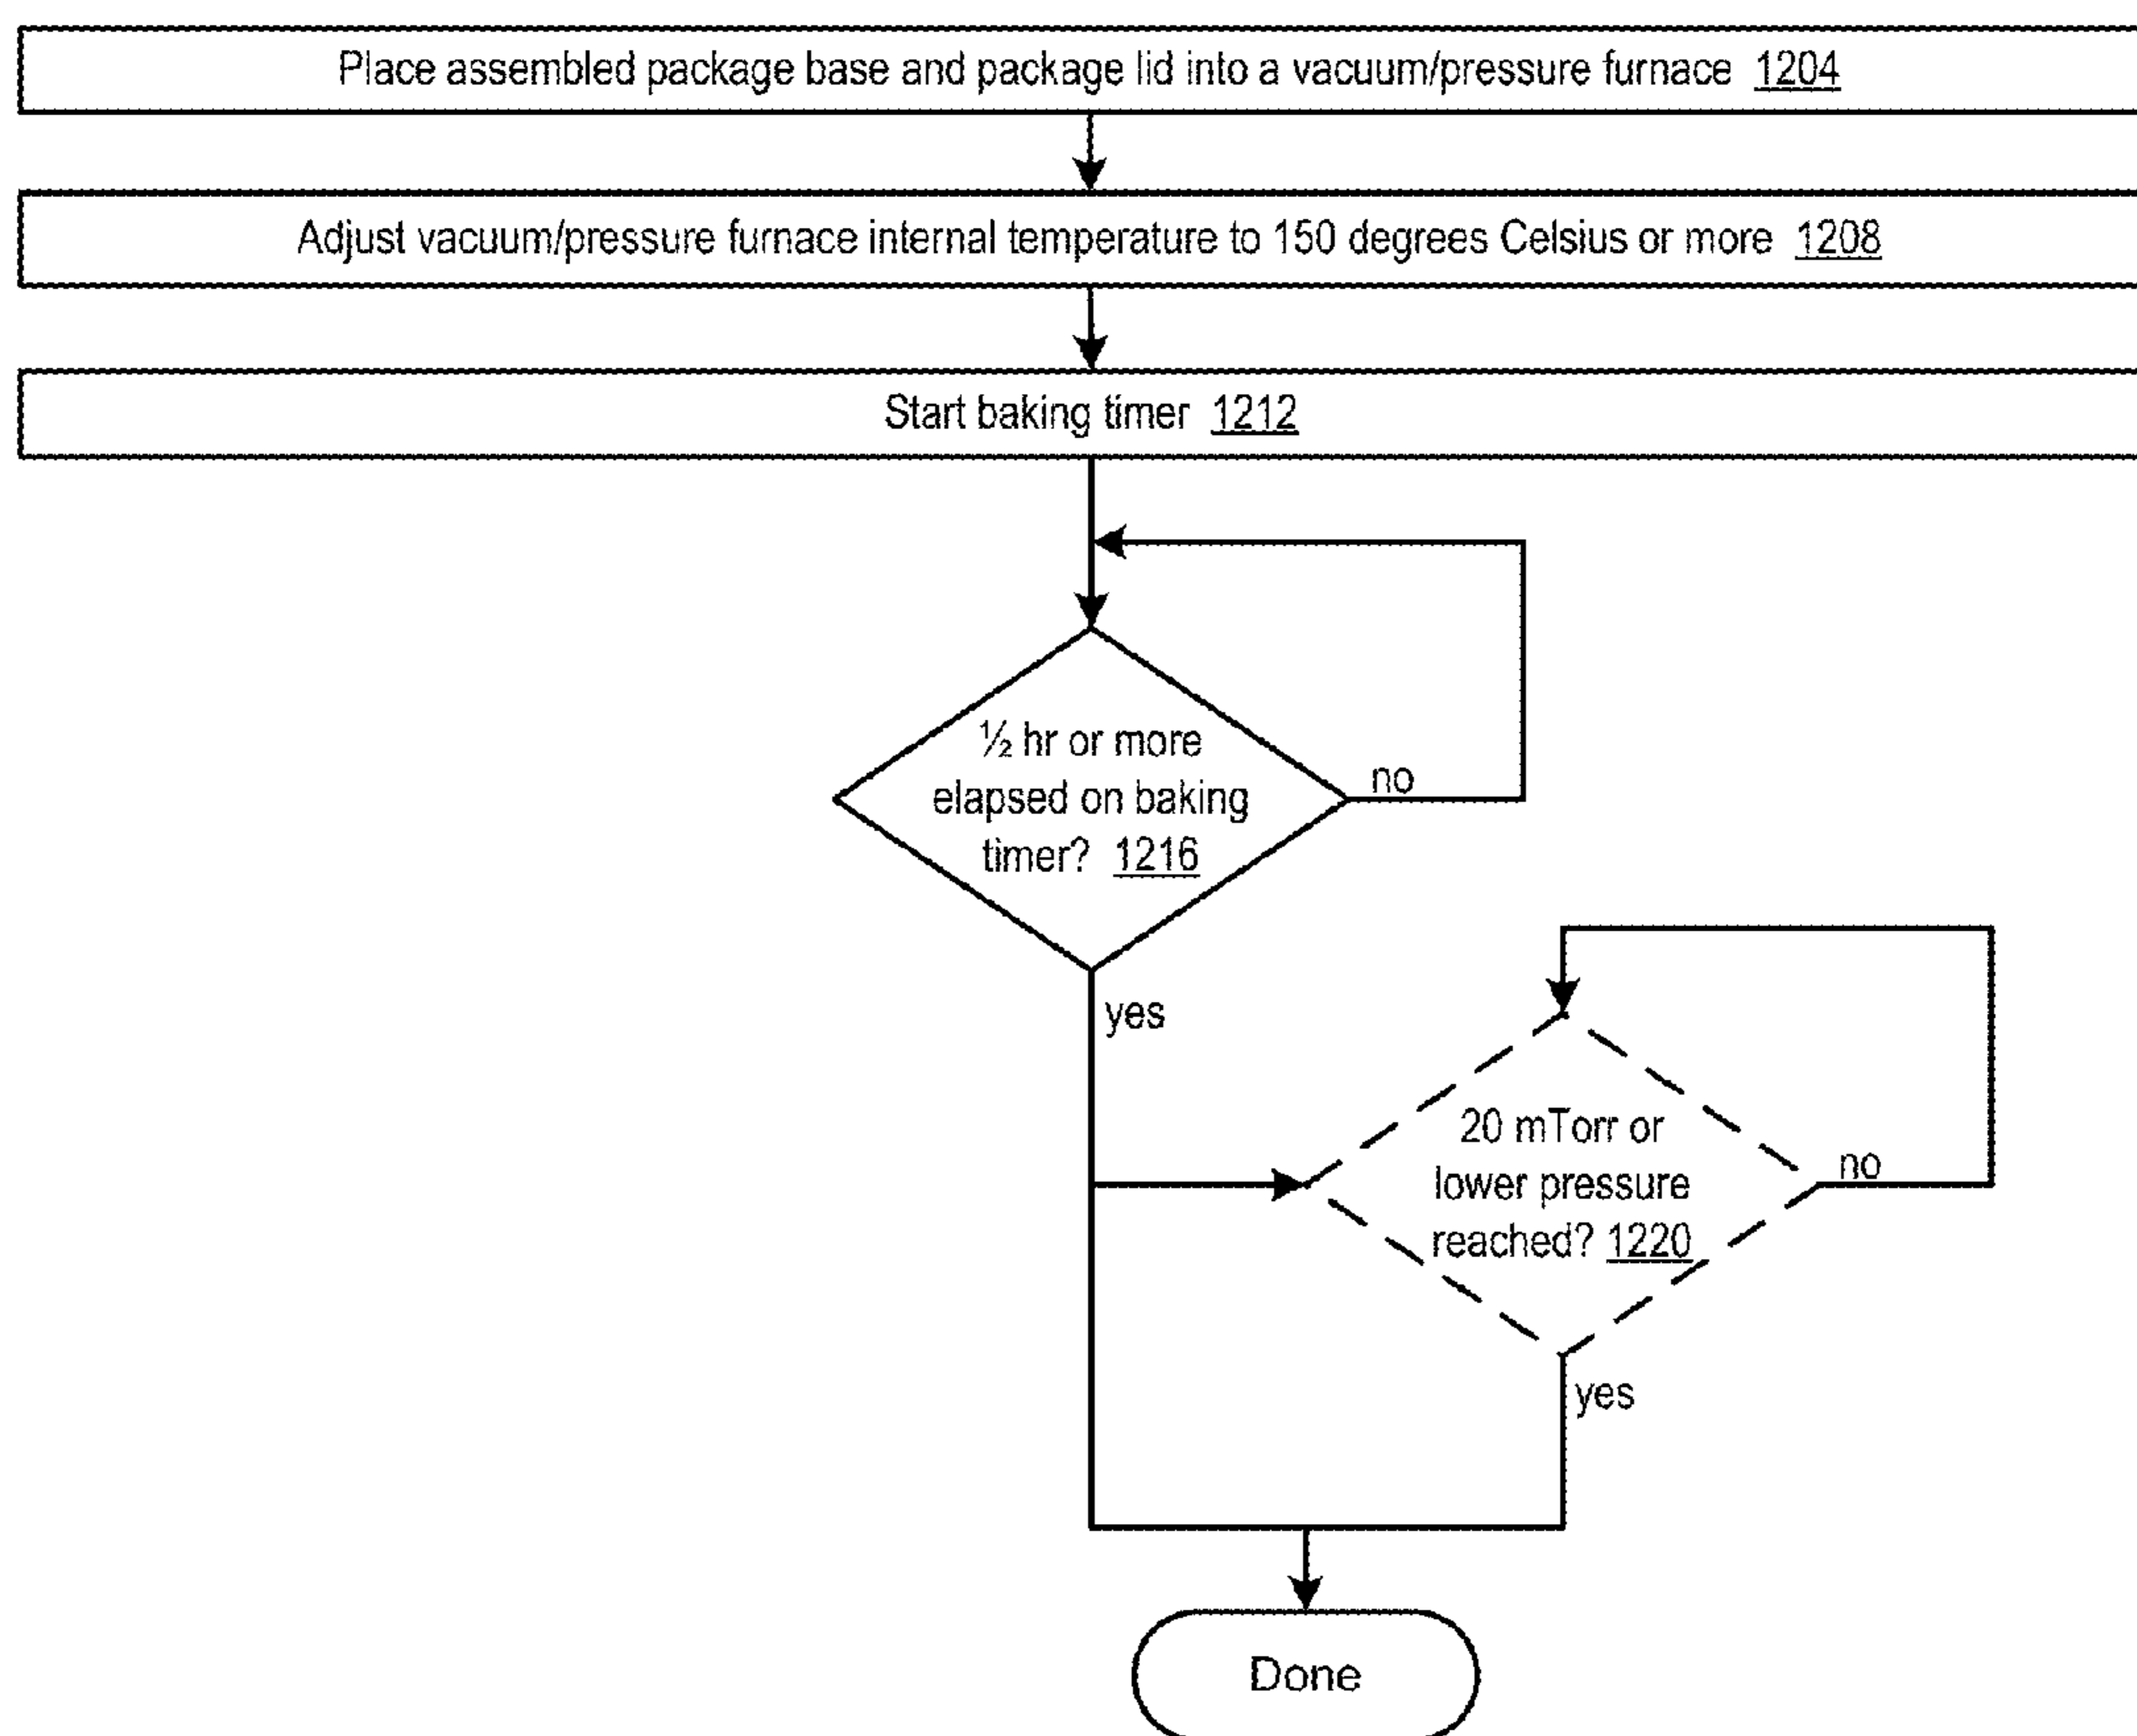 Place assembled package base and package lid into a vacuum/pressure furnace 1204
Adjust vacuum/pressure furnace internal temperature to 150 degrees Celsius or more 1208
Start baking timer 1212
½ hr or more
elapsed on baking
timer? 1216
no
yes
20 mTorr or
lower pressure
reached? 1220
no
yes
Done